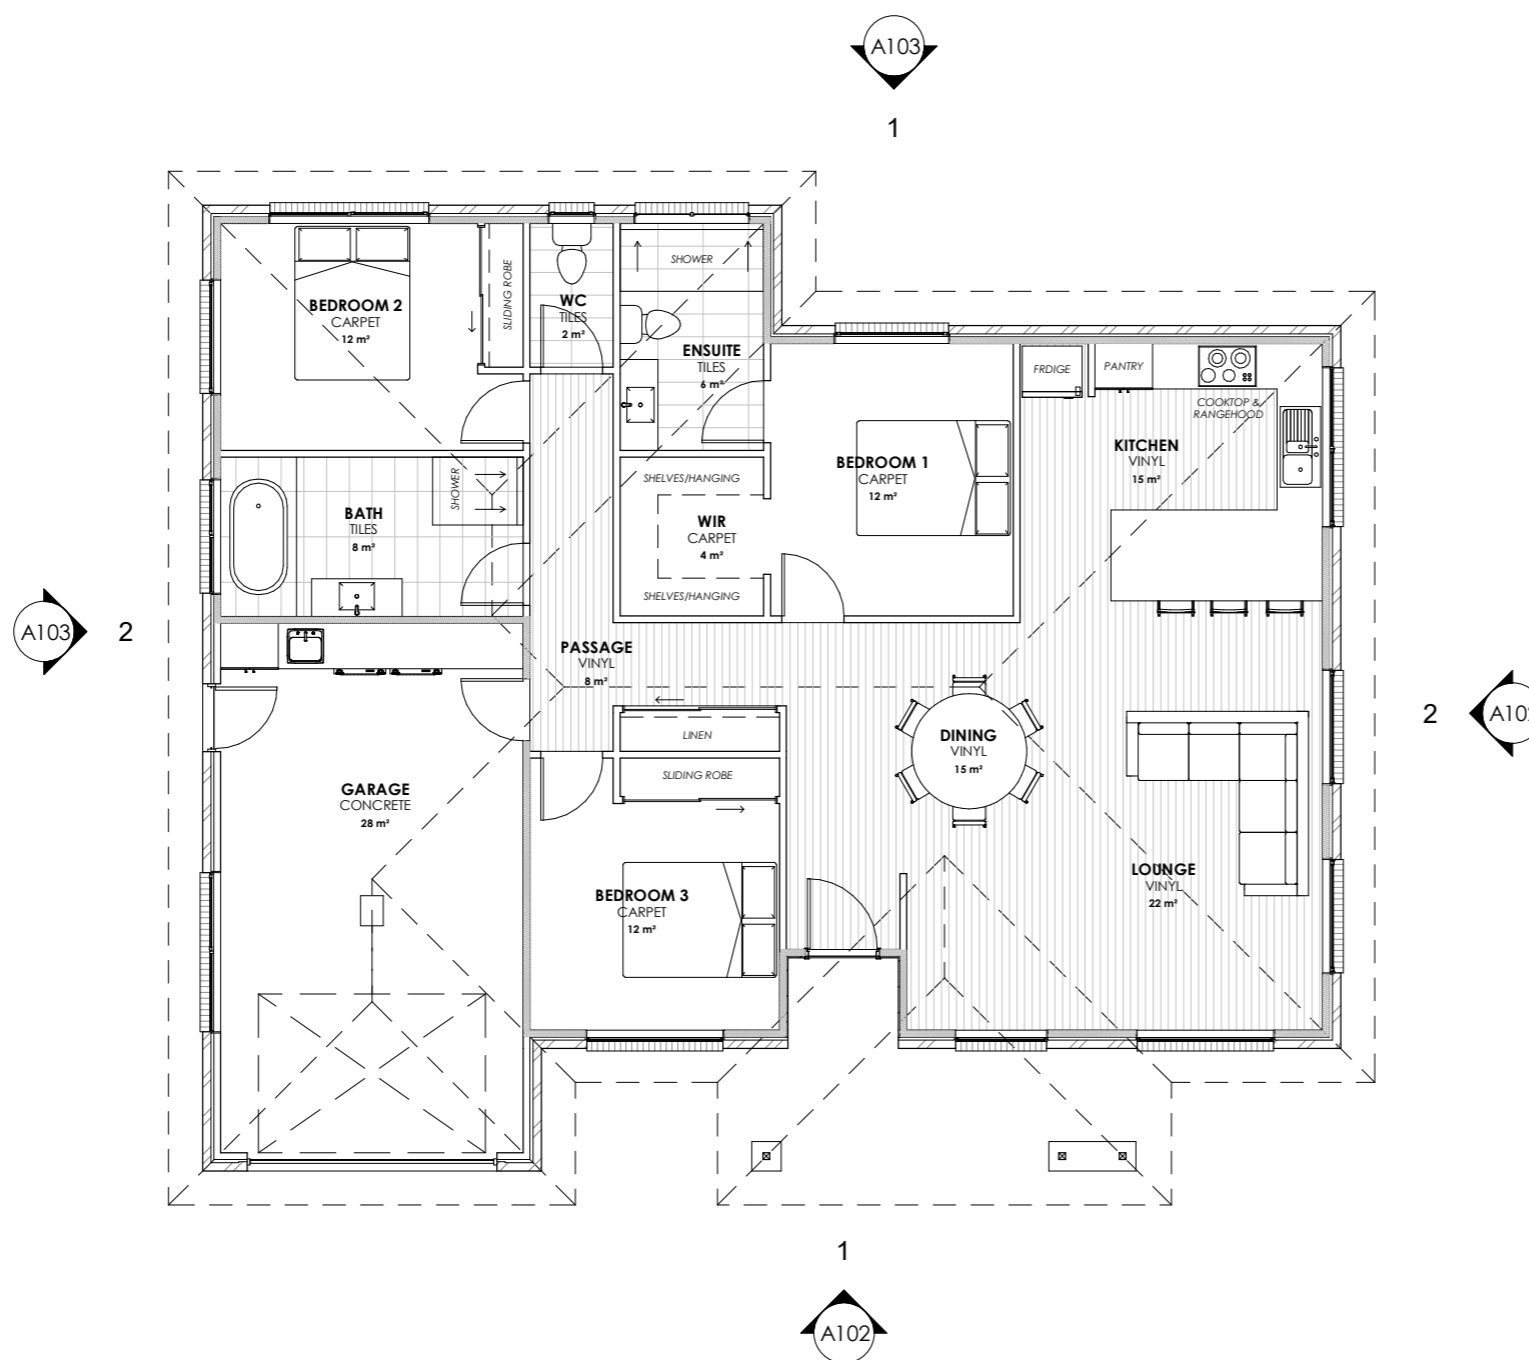 A103
1
BEDROOM 2
CARPET
12 m²
SLIDING ROBE
WC
TILES
2 m²
SHOWER
ENSUITE
TILES
6 m²
FRDIGE
PANTRY
COOKTOP &
RANGEHOOD
KITCHEN
VINYL
15 m²
BEDROOM 1
CARPET
12 m²
SHELVES/HANGING
WIR
CARPET
4 m²
SHELVES/HANGING
SHOWER
BATH
TILES
8 m²
A103
2
PASSAGE
VINYL
8 m²
LINEN
SLIDING ROBE
DINING
VINYL
15 m²
2
A102
GARAGE
CONCRETE
28 m²
BEDROOM 3
CARPET
12 m²
LOUNGE
VINYL
22 m²
1
A102